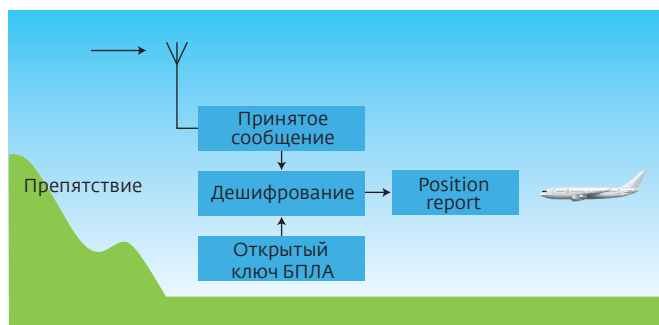 Принятое
сообщение
Препятствие
Дешифрование
Position
report
Открытый
ключ БПЛА